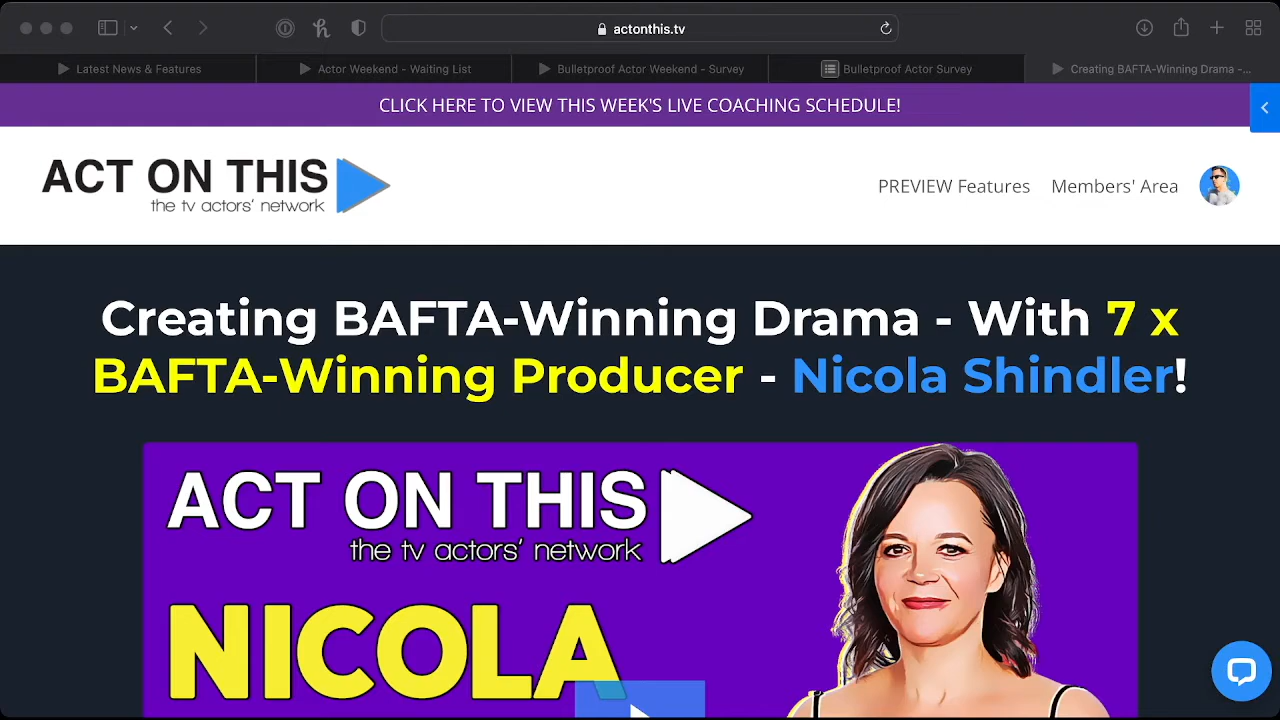 actonthis.tv
Latest News & Features
Actor Weekend - Waiting List
Bulletproof Actor Weekend - Survey
Bulletproof Actor Survey
Creating BAFTA-Winning Drama -...
CLICK HERE TO VIEW THIS WEEK'S LIVE COACHING SCHEDULE!
ACT ON THIS
the tv actors' network
PREVIEW Features
Members' Area
Creating BAFTA-Winning Drama - With 7 x
BAFTA-Winning Producer - Nicola Shindler!
ACT ON THIS
the tv actors' network
NICOLA